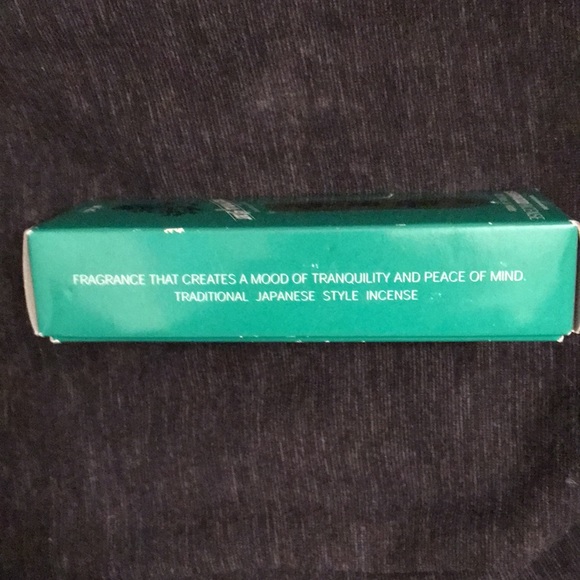 FRAGRANCE THAT CREATES A MOOD OF TRANQUILITY AND PEACE OF MIND.
TRADITIONAL JAPANESE STYLE INCENSE